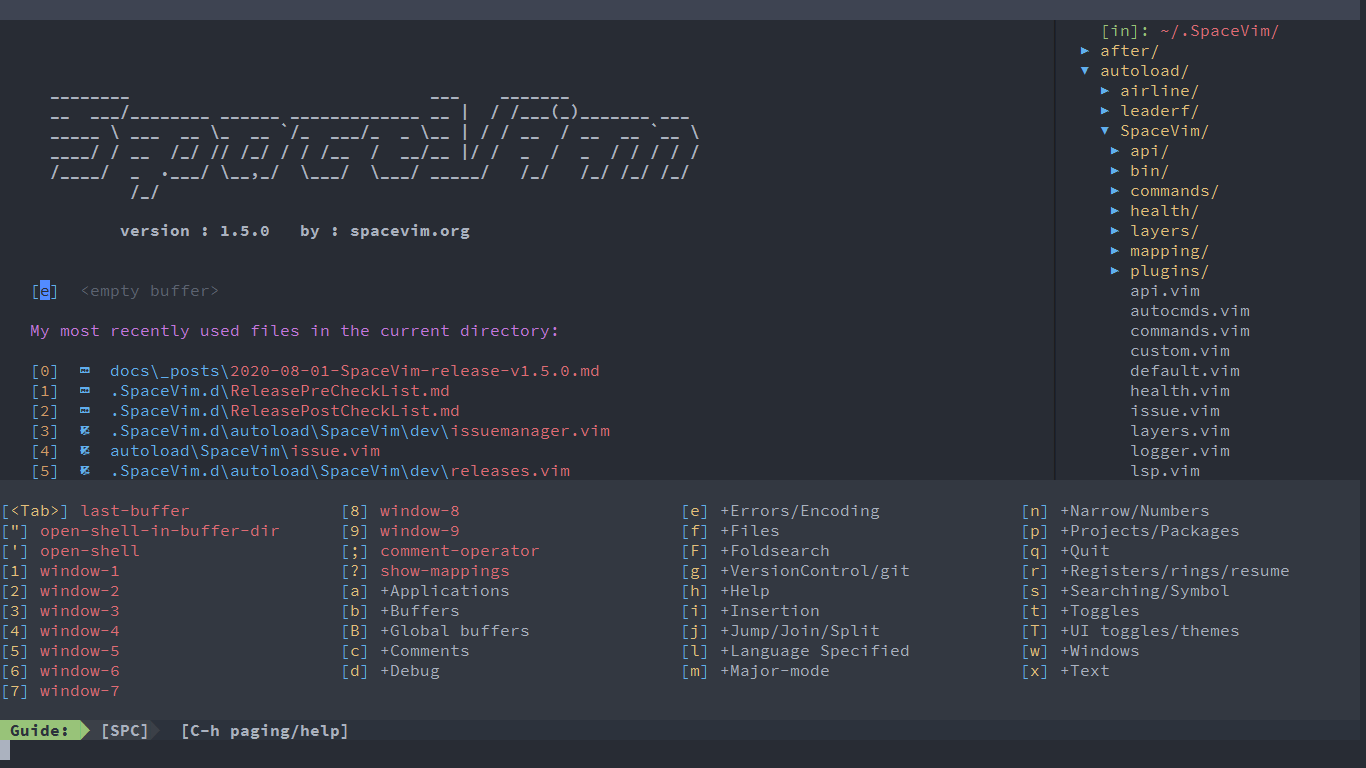 version : 1.5.0   by : spacevim.org
[e]  <empty buffer>
My most recently used files in the current directory:
[0]  docs\_posts\2020-08-01-SpaceVim-release-v1.5.0.md
[1]  .SpaceVim.d\ReleasePreCheckList.md
[2]  .SpaceVim.d\ReleasePostCheckList.md
[3]  .SpaceVim.d\autoload\SpaceVim\dev\issuemanager.vim
[4]  autoload\SpaceVim\issue.vim
[5]  .SpaceVim.d\autoload\SpaceVim\dev\releases.vim
[in]: ~/.SpaceVim/
▶ after/
▼ autoload/
▶ airline/
▶ leaderf/
▼ SpaceVim/
▶ api/
▶ bin/
▶ commands/
▶ health/
▶ layers/
▶ mapping/
▶ plugins/
api.vim
autocmds.vim
commands.vim
custom.vim
default.vim
health.vim
issue.vim
layers.vim
logger.vim
lsp.vim
[<Tab>] last-buffer
["] open-shell-in-buffer-dir
['] open-shell
[1] window-1
[2] window-2
[3] window-3
[4] window-4
[5] window-5
[6] window-6
[7] window-7
[8] window-8
[9] window-9
[;] comment-operator
[?] show-mappings
[a] +Applications
[b] +Buffers
[B] +Global buffers
[c] +Comments
[d] +Debug
[e] +Errors/Encoding
[f] +Files
[F] +Foldsearch
[g] +VersionControl/git
[h] +Help
[i] +Insertion
[j] +Jump/Join/Split
[l] +Language Specified
[m] +Major-mode
[n] +Narrow/Numbers
[p] +Projects/Packages
[q] +Quit
[r] +Registers/rings/resume
[s] +Searching/Symbol
[t] +Toggles
[T] +UI toggles/themes
[w] +Windows
[x] +Text
Guide: [SPC] [C-h paging/help]